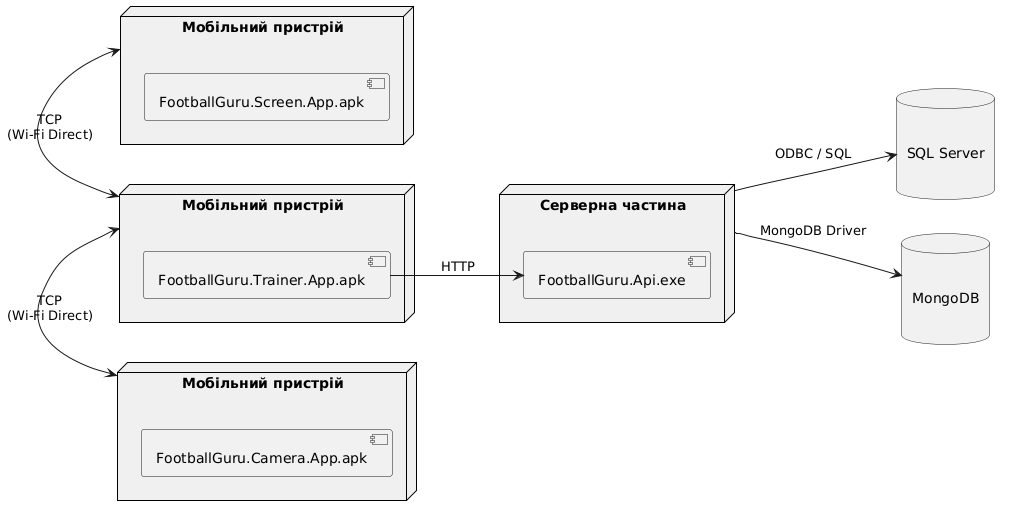 Мобільний пристрій
FootballGuru.Screen.App.apk
TCP
(Wi-Fi Direct)
Мобільний пристрій
FootballGuru.Trainer.App.apk
HTTP
Серверна частина
FootballGuru.Api.exe
ODBC / SQL
SQL Server
MongoDB Driver
MongoDB
TCP
(Wi-Fi Direct)
Мобільний пристрій
FootballGuru.Camera.App.apk